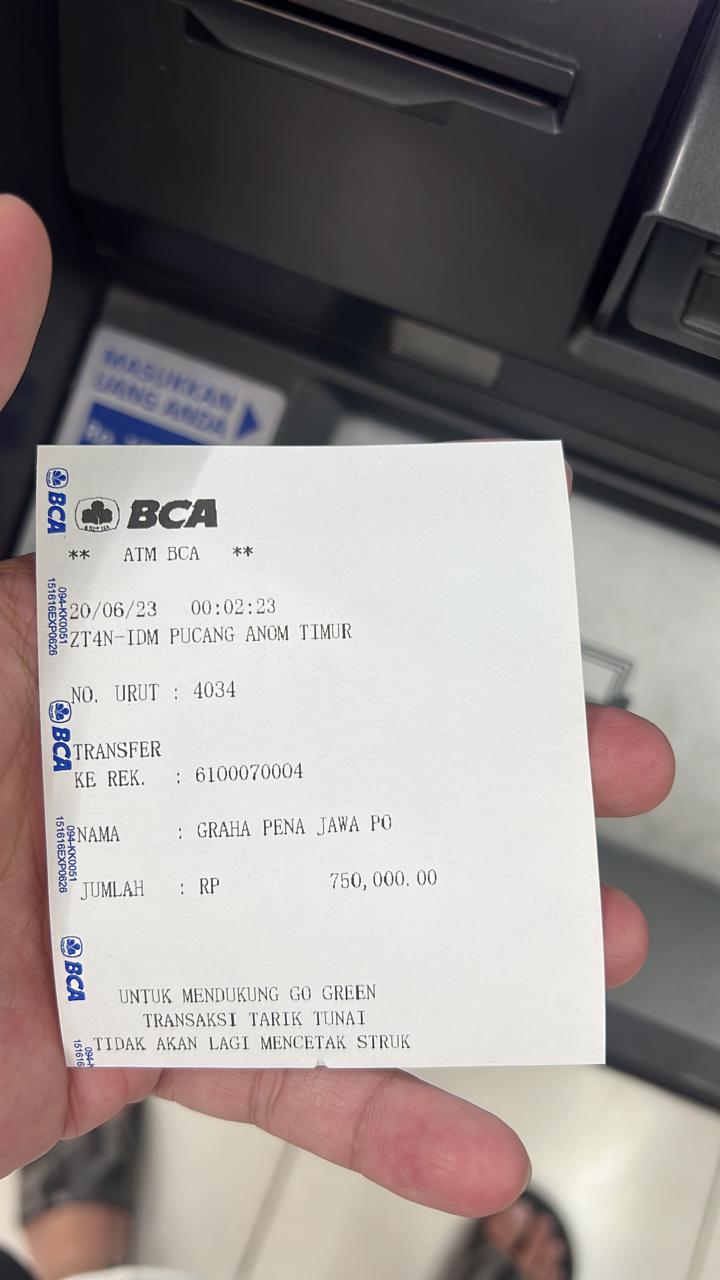 MASUKKAN
UANG ANDA
BCA
** ATM BCA **
20/06/23 00:02:23
ZT4N-IDM PUCANG ANOM TIMUR
NO. URUT : 4034
TRANSFER
KE REK. : 6100070004
NAMA : GRAHA PENA JAWA PO
JUMLAH : RP 750,000.00
UNTUK MENDUKUNG GO GREEN
TRANSAKSI TARIK TUNAI
TIDAK AKAN LAGI MENCETAK STRUK
BCA
094-KK0051
151616EXP0626
BCA
094-KK0051
151616EXP0626
BCA